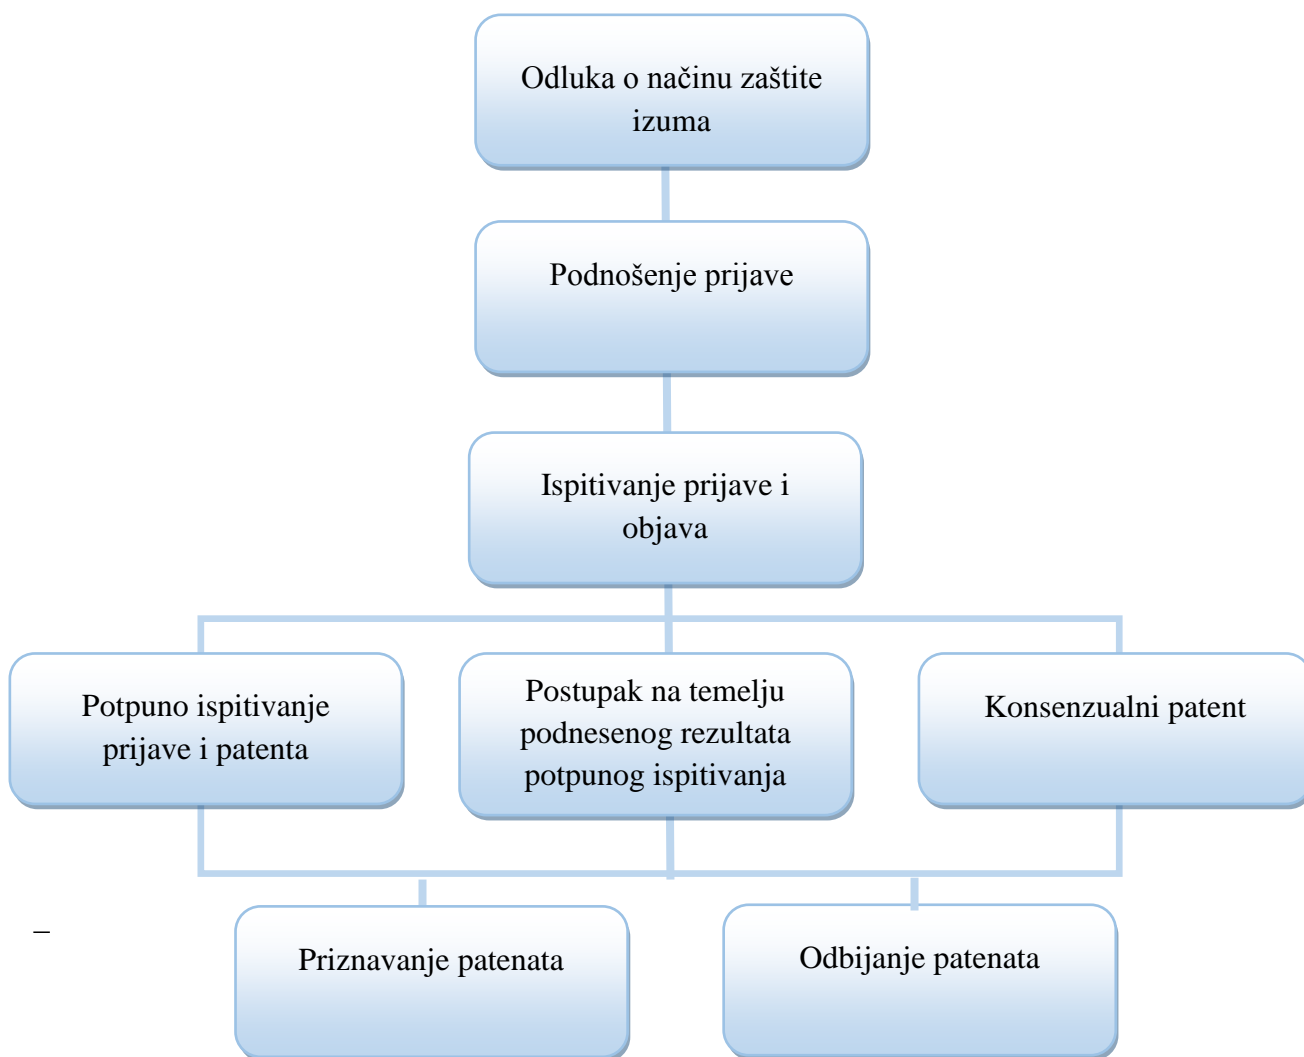 Odluka o načinu zaštite
izuma
Podnošenje prijave
Ispitivanje prijave i
objava
Potpuno ispitivanje
prijave i patenta
Postupak na temelju
podnesenog rezultata
potpunog ispitivanja
Konsenzualni patent
–
Priznavanje patenata
Odbijanje patenata